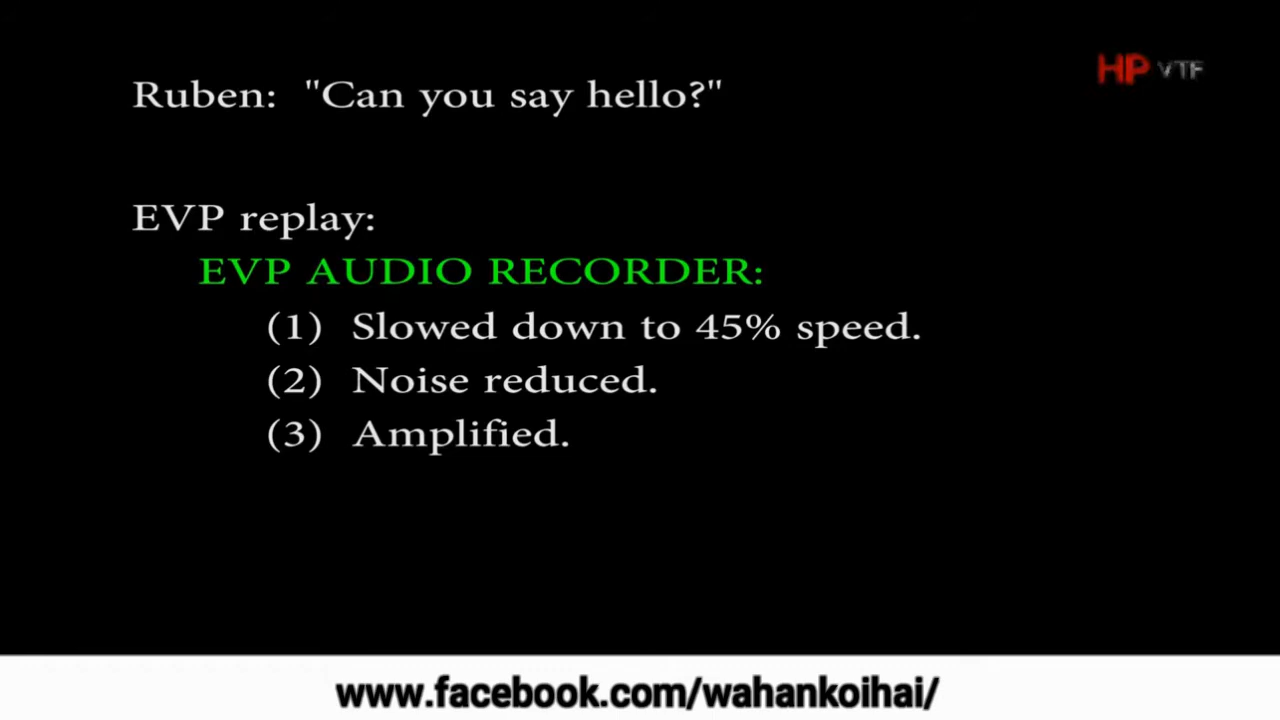 Ruben: "Can you say hello?"
HP VTF
EVP replay:
EVP AUDIO RECORDER:
(1) Slowed down to 45% speed.
(2) Noise reduced.
(3) Amplified.
www.facebook.com/wahankoihai/